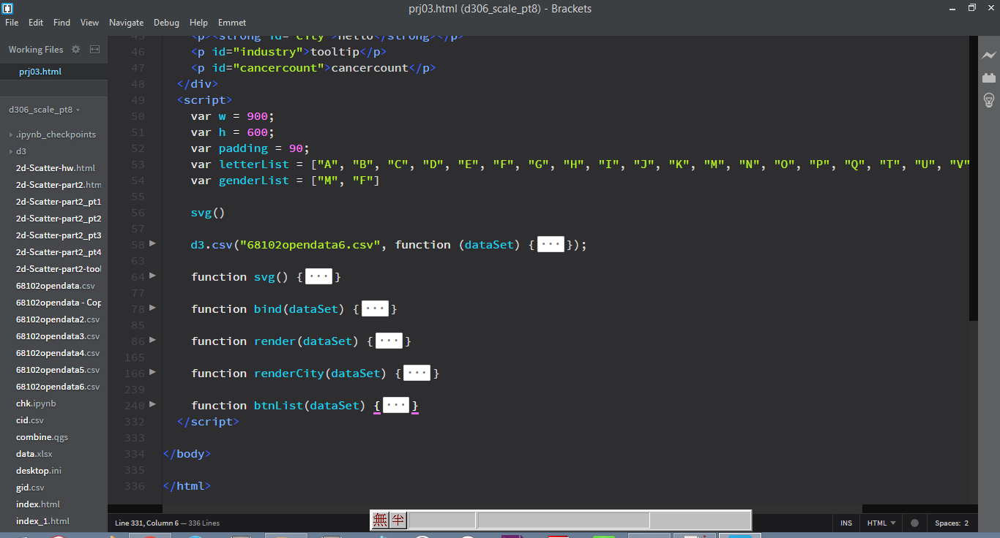 prj03.html (d306_scale_pt8) - Brackets
File Edit Find View Navigate Debug Help Emmet
Working Files
prj03.html
d306_scale_pt8
.ipynb_checkpoints
d3
2d-Scatter-hw.html
2d-Scatter-part2.htm
2d-Scatter-part2_pt1
2d-Scatter-part2_pt2
2d-Scatter-part2_pt3
2d-Scatter-part2_pt4
2d-Scatter-part2-tool
68102opendata.csv
68102opendata - Cop
68102opendata2.csv
68102opendata3.csv
68102opendata4.csv
68102opendata5.csv
68102opendata6.csv
chk.ipynb
cid.csv
combine.qgs
data.xlsx
desktop.ini
gid.csv
index.html
index_1.html
45 <p><strong id="city">hello</strong></p>
46 <p id="industry">tooltip</p>
47 <p id="cancercount">cancercount</p>
48 </div>
49 <script>
50 var w = 900;
51 var h = 600;
52 var padding = 90;
53 var letterList = ["A", "B", "C", "D", "E", "F", "G", "H", "I", "J", "K", "M", "N", "O", "P", "Q", "T", "U", "V"
54 var genderList = ["M", "F"]
55
56 svg()
57
58 d3.csv("68102opendata6.csv", function (dataSet) {...});
63
64 function svg() {...}
77
78 function bind(dataSet) {...}
85
86 function render(dataSet) {...}
165
166 function renderCity(dataSet) {...}
239
240 function btnList(dataSet) {...}
332 </script>
333
334 </body>
335
336 </html>
Line 331, Column 6 — 336 Lines
無 半
INS HTML Spaces: 2